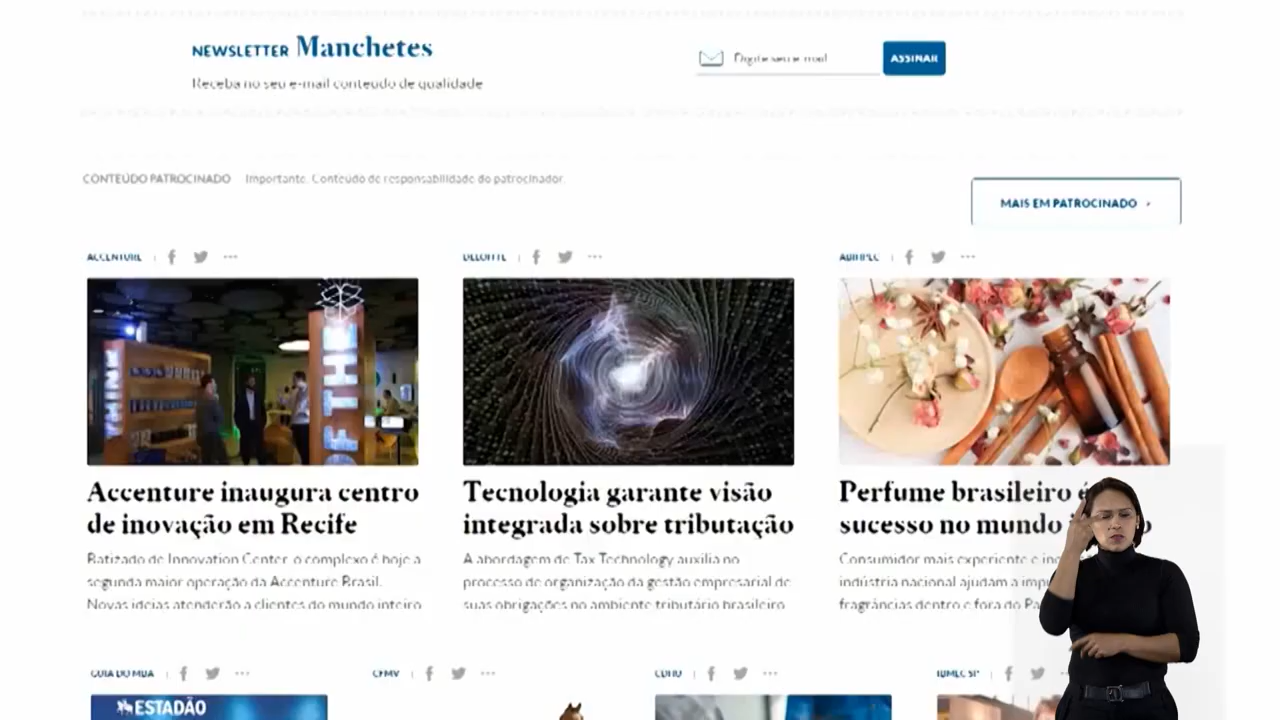 NEWSLETTER Manchetes
Receba no seu e-mail conteúdo de qualidade
Digite seu e-mail
ASSINAR
CONTEÚDO PATROCINADO
Importante: Conteúdo de responsabilidade do patrocinador
MAIS EM PATROCINADO
ACCENTURE
DELOITTE
ABIHPEC
Accenture inaugura centro
de inovação em Recife
Batizado de Innovation Center, o complexo é hoje a
segunda maior operação da Accenture Brasil.
Novas ideias atenderão a clientes do mundo inteiro
Tecnologia garante visão
integrada sobre tributação
A abordagem de Tax Technology auxilia no
processo de organização da gestão empresarial de
suas obrigações no ambiente tributário brasileiro
Perfume brasileiro é
sucesso no mundo
Consumidor mais experiente e
indústria nacional ajudam a
fragrâncias dentro e fora do
GUIA DO MBA
CFMV
IBMEC SP
ESTADÃO